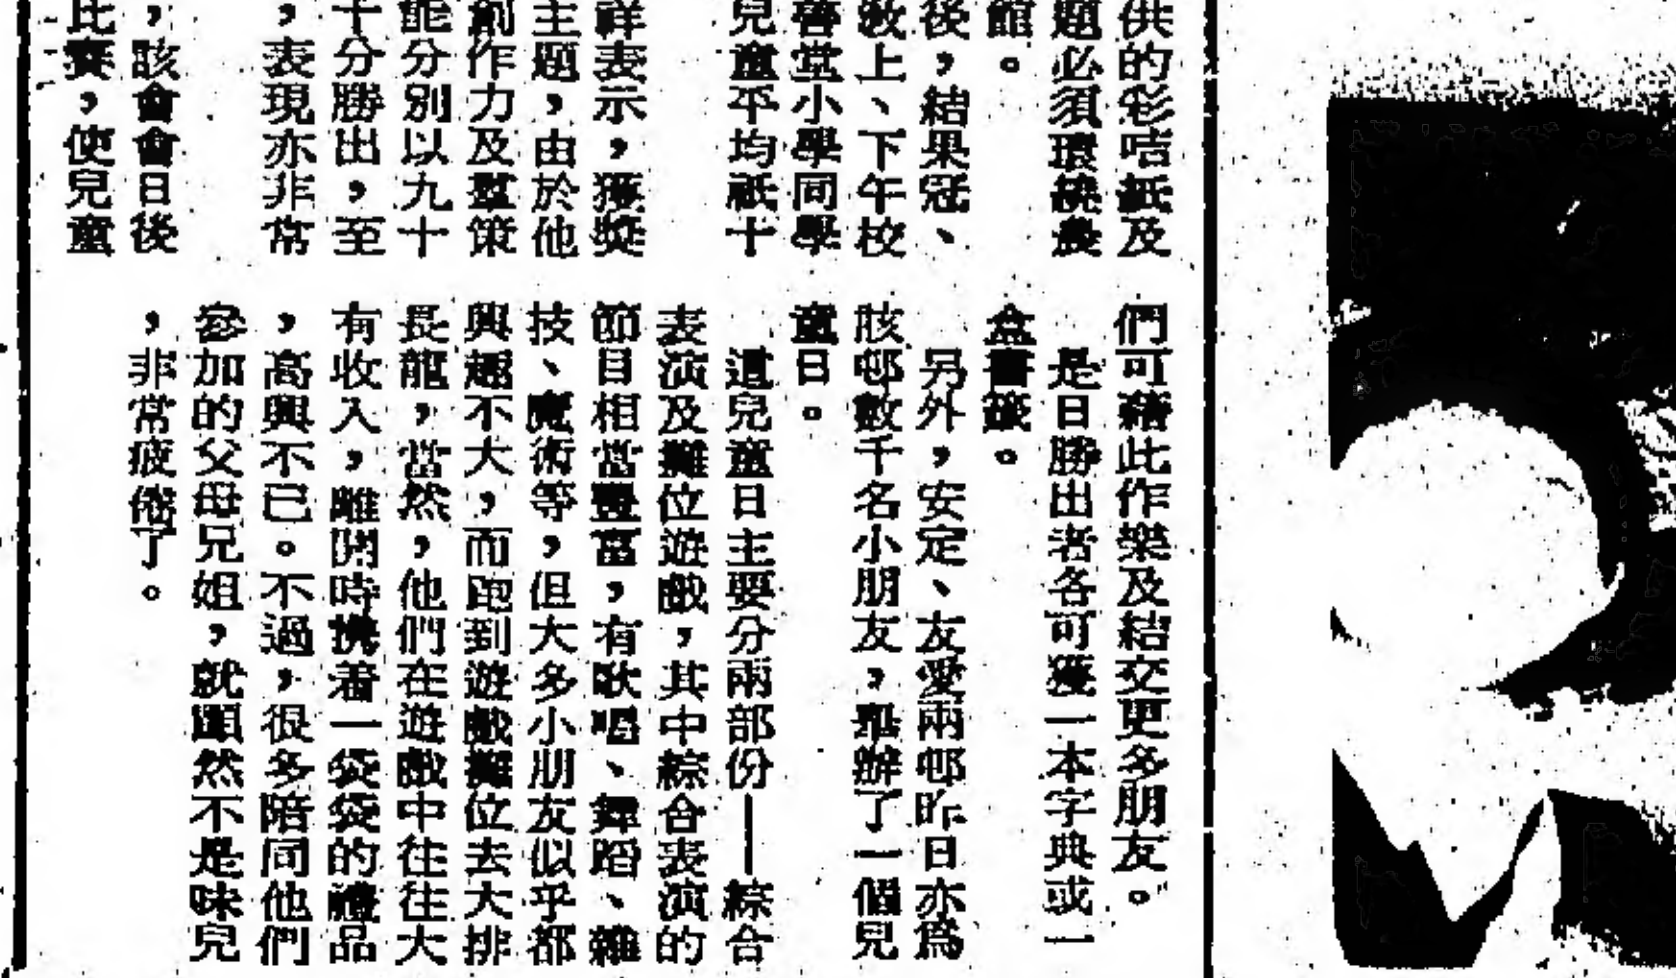 供的彩咭紙及
題必須環繞最
館。
後，結果冠、
敎上、下午校
善堂小學同學
兒童平均祇十
祥表示，獲獎
主題，由於他
創作力及羣策
能分別以九十
十分勝出，至
，表現亦非常
，該會會日後
比賽，使兒童
們可藉此作樂及結交更多朋友。
是日勝出者各可獲一本字典或一
盒書籤。
另外，安定、友愛兩邨昨日亦爲
該邨數千名小朋友，舉辦了一個兒
童日。
這兒童日主要分兩部份——綜合
表演及攤位遊戲，其中綜合表演的
節目相當豐富，有歌唱、舞蹈、雜
技、魔術等，但大多小朋友似乎都
興趣不大，而跑到遊戲攤位去大排
長龍，當然，他們在遊戲中往往大
有收入，離開時携着一袋袋的禮品
，高興不已。不過，很多陪同他們
參加的父母兄姐，就顯然不是味兒
，非常疲倦了。